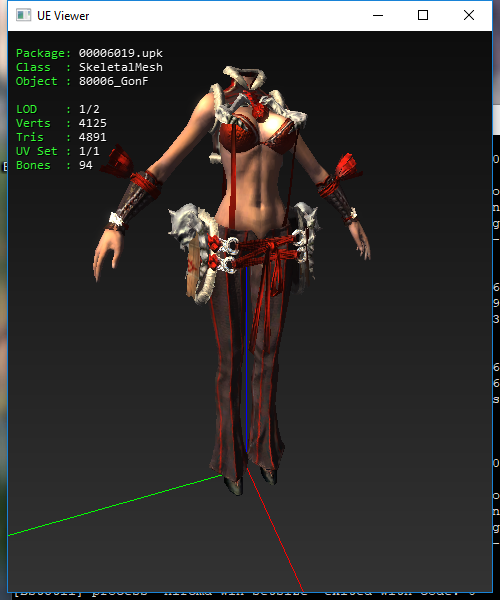 UE Viewer
Package: 00006019.upk
Class : SkeletalMesh
Object : 80006_GonF
LOD : 1/2
Verts : 4125
Tris : 4891
UV Set : 1/1
Bones : 94